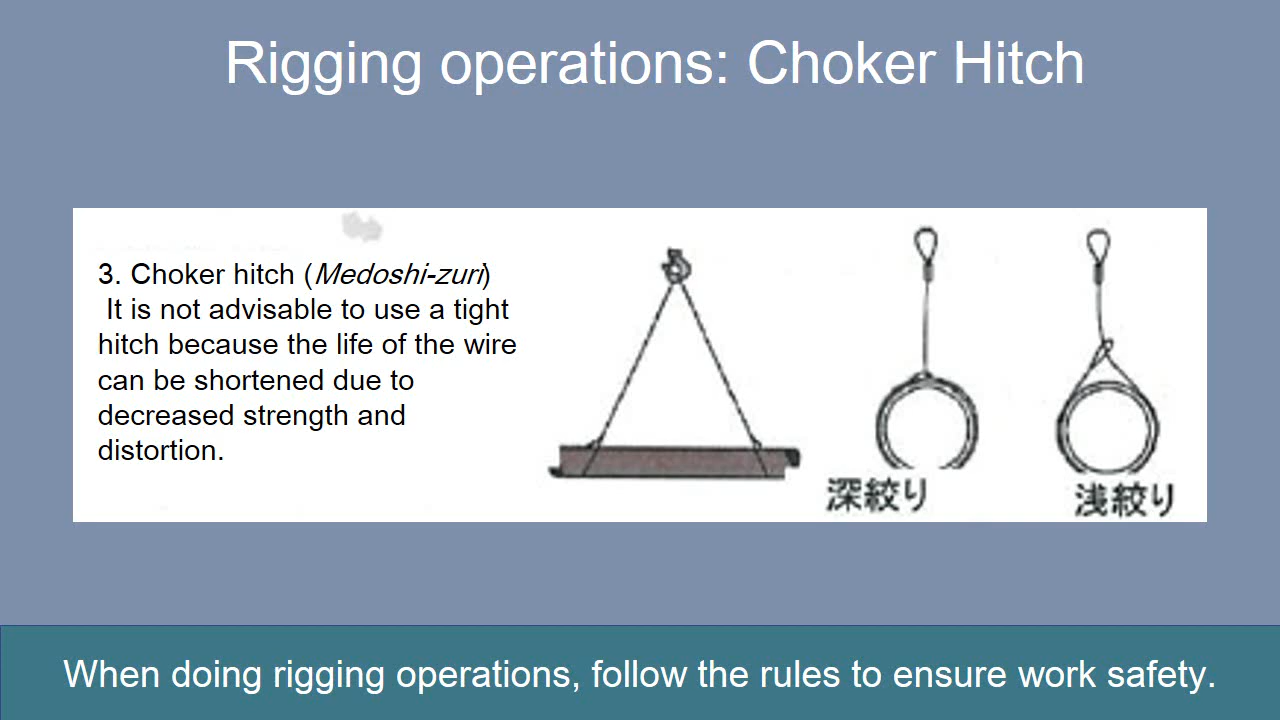 Rigging operations: Choker Hitch
3. Choker hitch (Medoshi-zuri)
It is not advisable to use a tight
hitch because the life of the wire
can be shortened due to
decreased strength and
distortion.
深絞り
浅絞り
When doing rigging operations, follow the rules to ensure work safety.